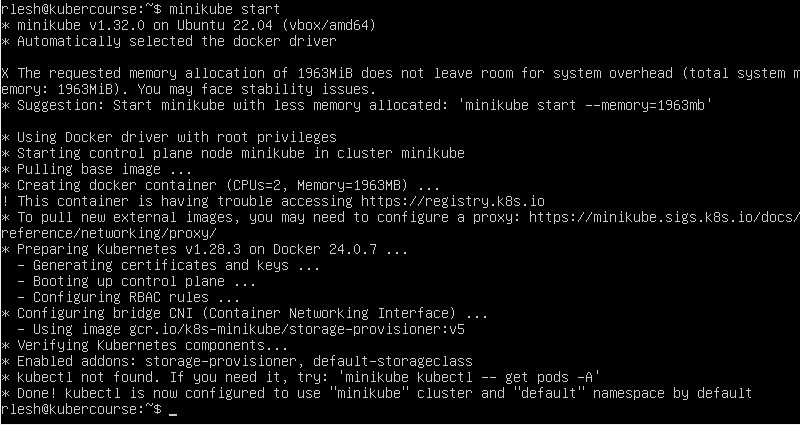 rlesh@kubercourse:~$ minikube start
* minikube v1.32.0 on Ubuntu 22.04 (vbox/amd64)
* Automatically selected the docker driver
X The requested memory allocation of 1963MiB does not leave room for system overhead (total system m
emory: 1963MiB). You may face stability issues.
* Suggestion: Start minikube with less memory allocated: 'minikube start --memory=1963mb'
* Using Docker driver with root privileges
* Starting control plane node minikube in cluster minikube
* Pulling base image ...
* Creating docker container (CPUs=2, Memory=1963MB) ...
! This container is having trouble accessing https://registry.k8s.io
* To pull new external images, you may need to configure a proxy: https://minikube.sigs.k8s.io/docs/
reference/networking/proxy/
* Preparing Kubernetes v1.28.3 on Docker 24.0.7 ...
  - Generating certificates and keys ...
  - Booting up control plane ...
  - Configuring RBAC rules ...
* Configuring bridge CNI (Container Networking Interface) ...
  - Using image gcr.io/k8s-minikube/storage-provisioner:v5
* Verifying Kubernetes components...
* Enabled addons: storage-provisioner, default-storageclass
* kubectl not found. If you need it, try: 'minikube kubectl -- get pods -A'
* Done! kubectl is now configured to use "minikube" cluster and "default" namespace by default
rlesh@kubercourse:~$ _